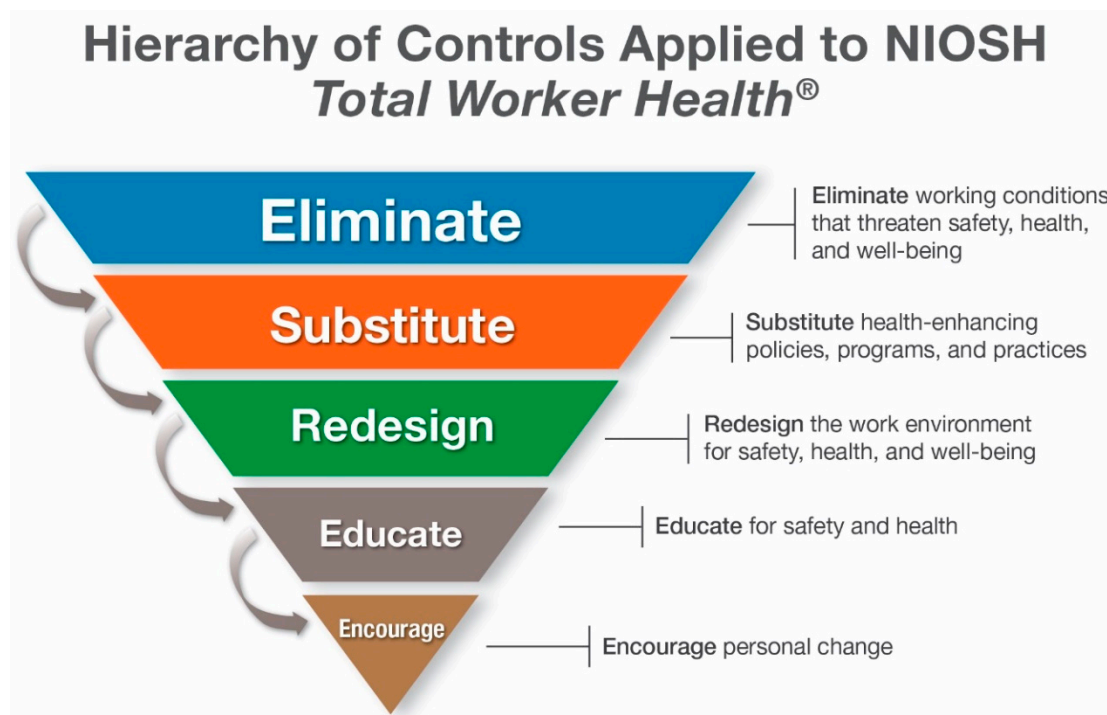 Hierarchy of Controls Applied to NIOSH
Total Worker Health®
Eliminate
Eliminate working conditions
that threaten safety, health,
and well-being
Substitute
Substitute health-enhancing
policies, programs, and practices
Redesign
Redesign the work environment
for safety, health, and well-being
Educate
Educate for safety and health
Encourage
Encourage personal change